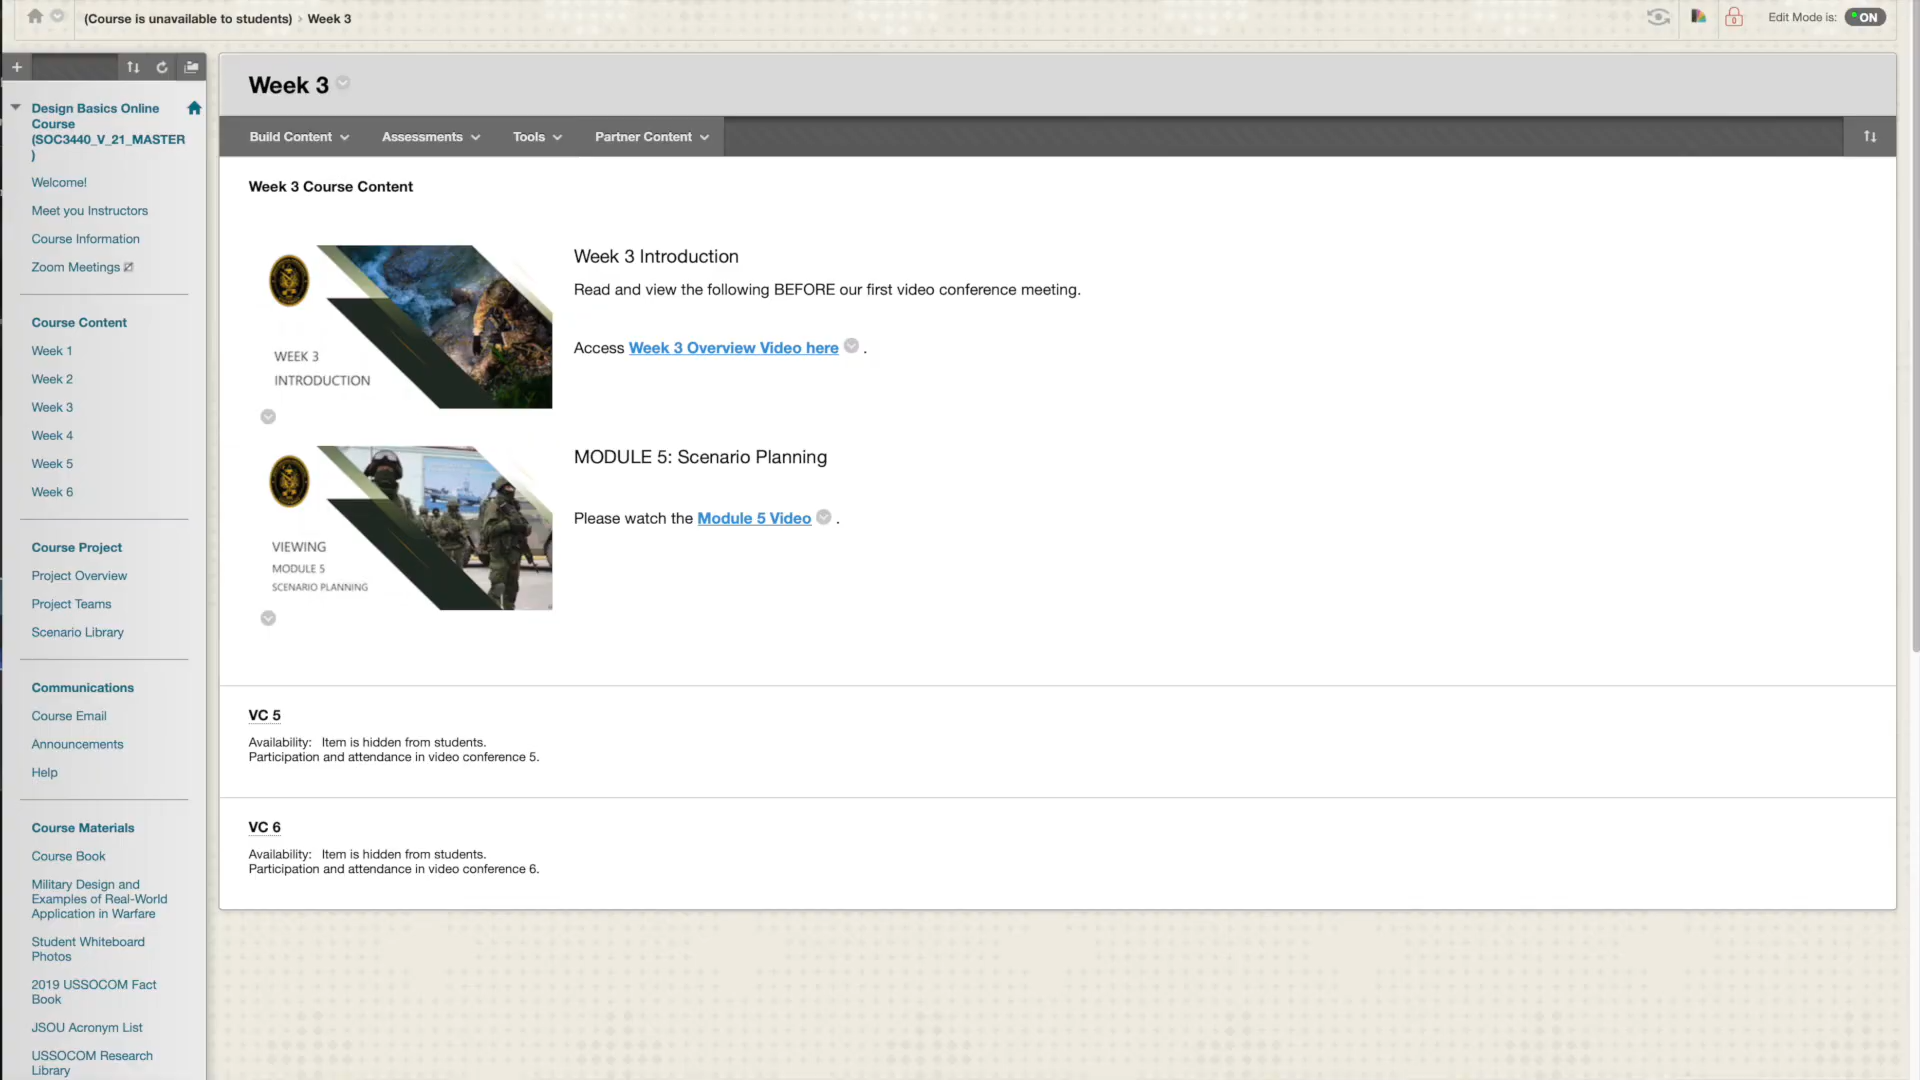 (Course is unavailable to students) › Week 3
Edit Mode is: ON
Design Basics Online
Course
(SOC3440_V_21_MASTER
)
Welcome!
Meet you Instructors
Course Information
Zoom Meetings
Course Content
Week 1
Week 2
Week 3
Week 4
Week 5
Week 6
Course Project
Project Overview
Project Teams
Scenario Library
Communications
Course Email
Announcements
Help
Course Materials
Course Book
Military Design and
Examples of Real-World
Application in Warfare
Student Whiteboard
Photos
2019 USSOCOM Fact
Book
JSOU Acronym List
USSOCOM Research
Library
Week 3
Build Content
Assessments
Tools
Partner Content
Week 3 Course Content
WEEK 3
INTRODUCTION
Week 3 Introduction
Read and view the following BEFORE our first video conference meeting.
Access Week 3 Overview Video here .
VIEWING
MODULE 5
SCENARIO PLANNING
MODULE 5: Scenario Planning
Please watch the Module 5 Video .
VC 5
Availability: Item is hidden from students.
Participation and attendance in video conference 5.
VC 6
Availability: Item is hidden from students.
Participation and attendance in video conference 6.